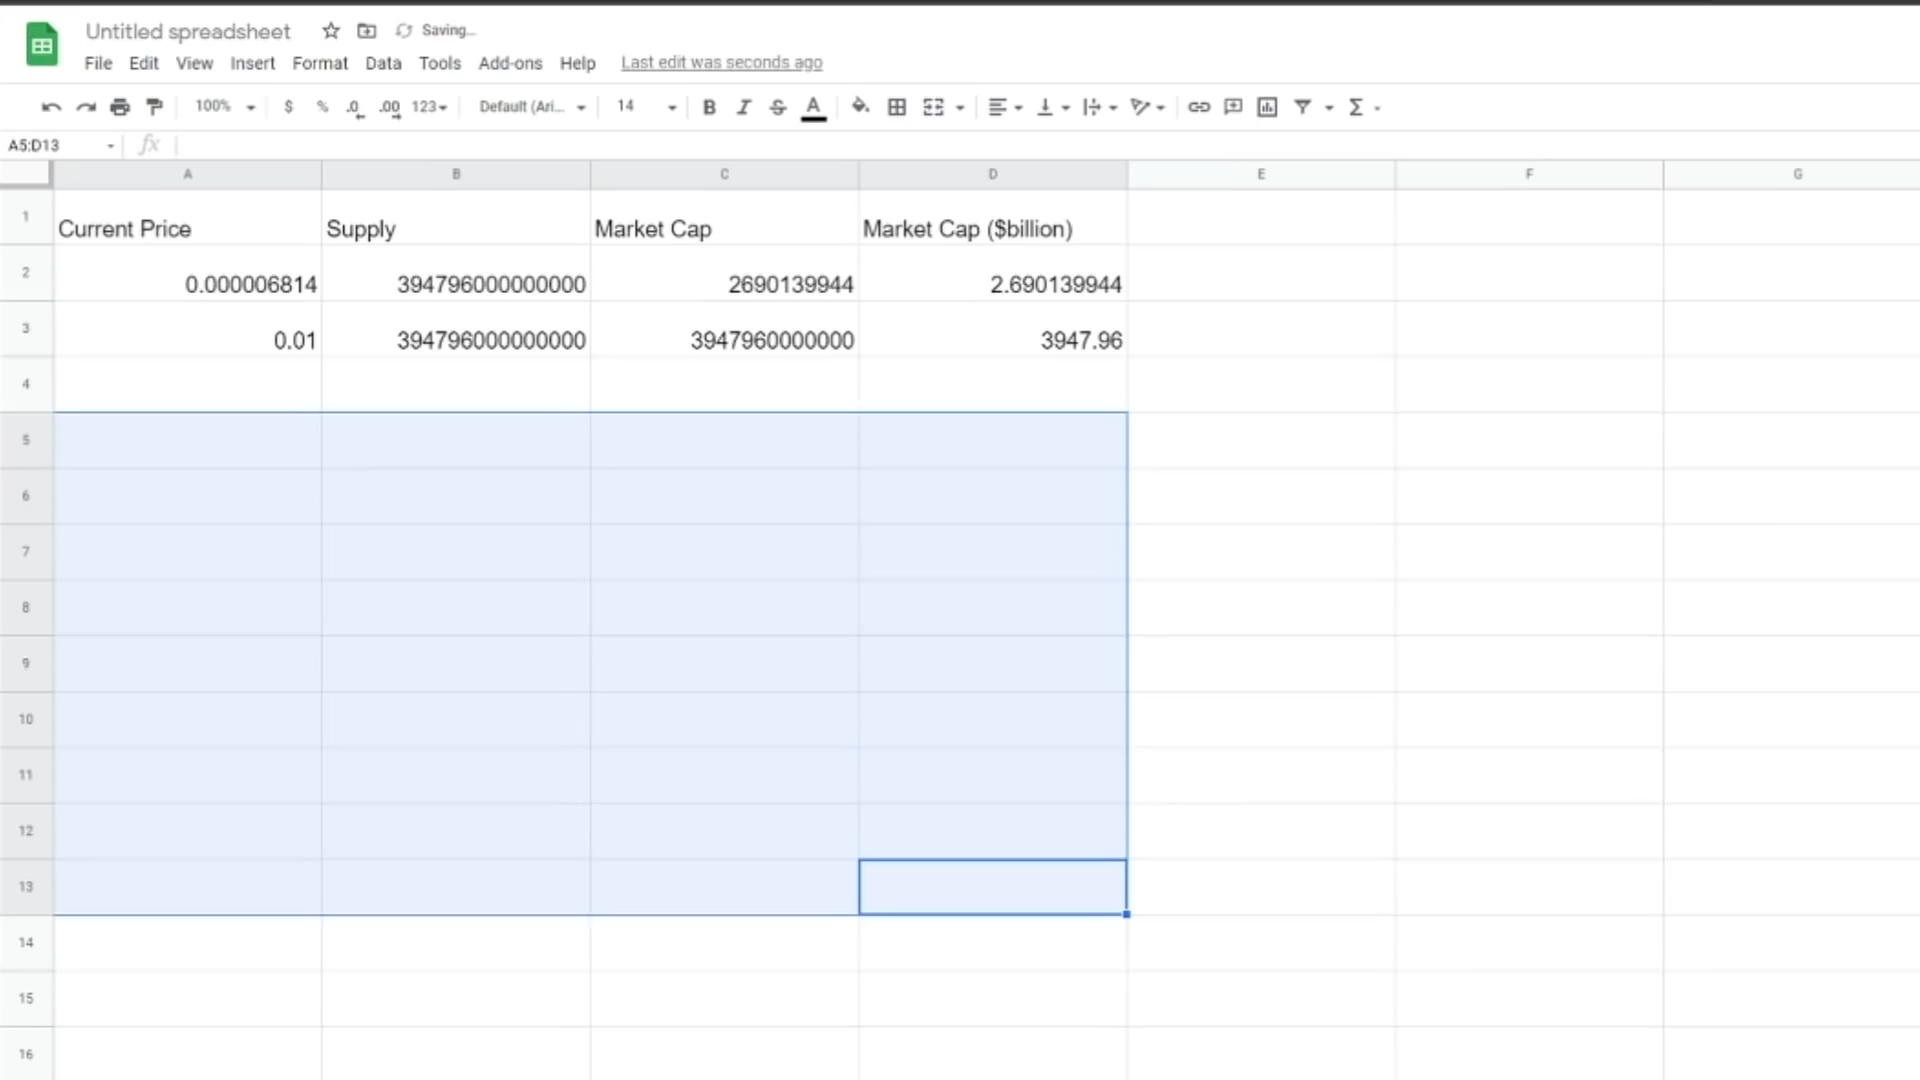 Untitled spreadsheet Saving...
File Edit View Insert Format Data Tools Add-ons Help Last edit was seconds ago
100% $ % .0 .00 123 Default (Ari... 14 B I S A Σ
A5:D13 fx
A B C D E F G
1 Current Price Supply Market Cap Market Cap ($billion)
2 0.000006814 394796000000000 2690139944 2.690139944
3 0.01 394796000000000 3947960000000 3947.96
4
5
6
7
8
9
10
11
12
13
14
15
16